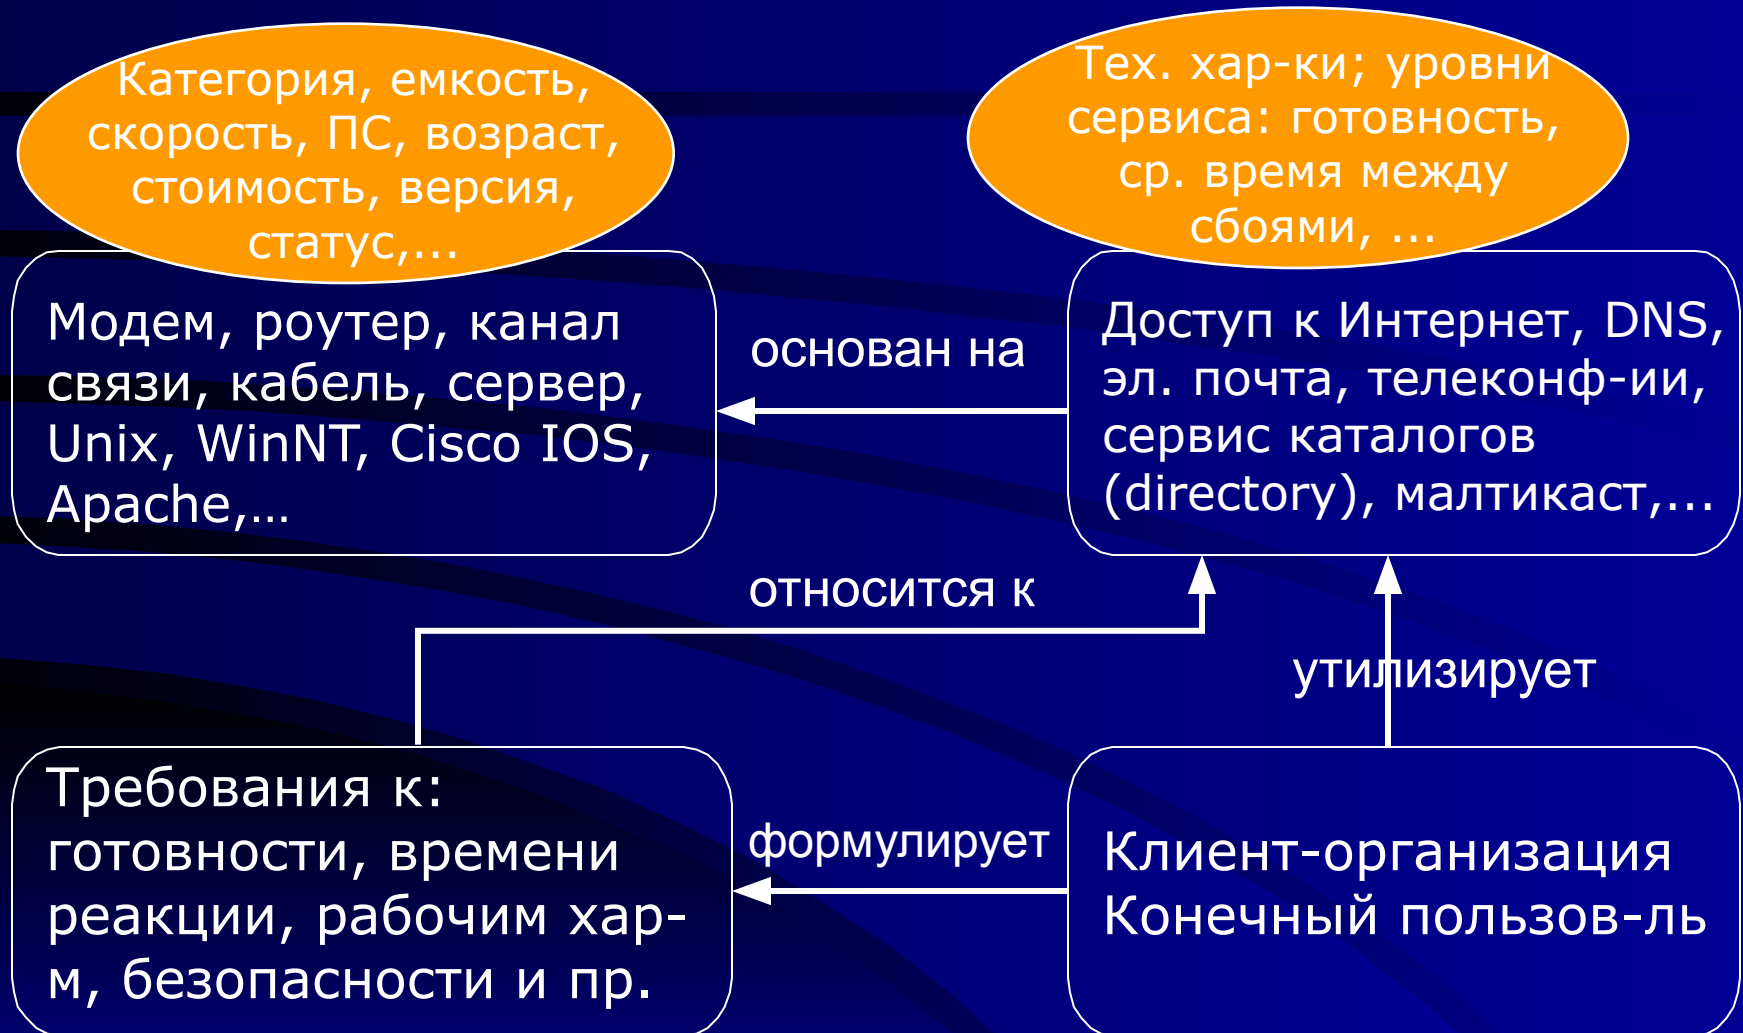 Категория, емкость,
скорость, ПС, возраст,
стоимость, версия,
статус,...
Тех. хар-ки; уровни
сервиса: готовность,
ср. время между
сбоями, ...
Модем, роутер, канал
связи, кабель, сервер,
Unix, WinNT, Cisco IOS,
Apache,…
основан на
Доступ к Интернет, DNS,
эл. почта, телеконф-ии,
сервис каталогов
(directory), малтикаст,...
относится к
утилизирует
Требования к:
готовности, времени
реакции, рабочим хар-
м, безопасности и пр.
формулирует
Клиент-организация
Конечный пользов-ль